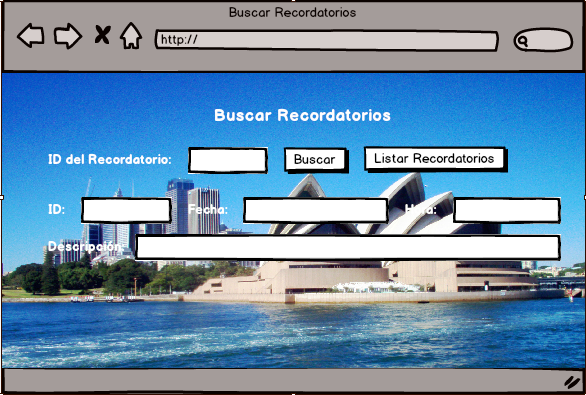 Buscar Recordatorios
http://
Buscar Recordatorios
ID del Recordatorio: Buscar Listar Recordatorios
ID: Fecha: Hora:
Descripción: